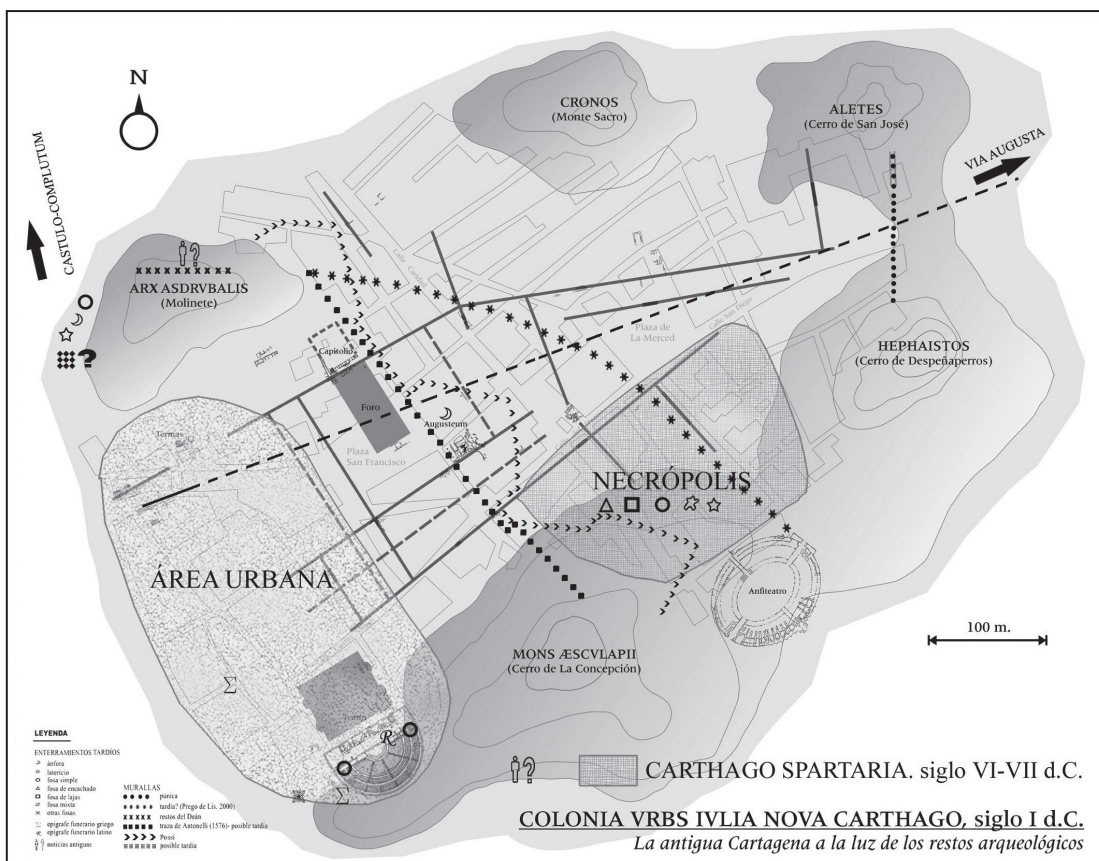 N
CRONOS
(Monte Sacro)
ALETES
(Cerro de San José)
VIA AUGUSTA
CASTULO-COMPLUTUM
ARX ASDRVBALIS
(Molinete)
?
?
Calle Caridad
Capitolio
Plaza de
La Merced
Calle San Diego
HEPHAISTOS
(Cerro de Despeñaperros)
Foro
Augusteum
Termas
Plaza
San Francisco
NECRÓPOLIS
ÁREA URBANA
Anfiteatro
100 m.
MONS ÆSCVLAPII
(Cerro de La Concepción)
Σ
Teatro
R
Σ
LEYENDA
ENTERRAMIENTOS TARDÍOS
ánfora
latericio
fosa simple
fosa de encachado
fosa de lajas
fosa mixta
otras fosas
Σ epígrafe funerario griego
R epígrafe funerario latino
? noticias antiguas
MURALLAS
púnica
tardía? (Prego de Lis, 2000)
restos del Deán
traza de Antonelli (1576)- posible tardía
Possi
posible tardía
? CARTHAGO SPARTARIA. siglo VI-VII d.C.
COLONIA VRBS IVLIA NOVA CARTHAGO, siglo I d.C.
La antigua Cartagena a la luz de los restos arqueológicos